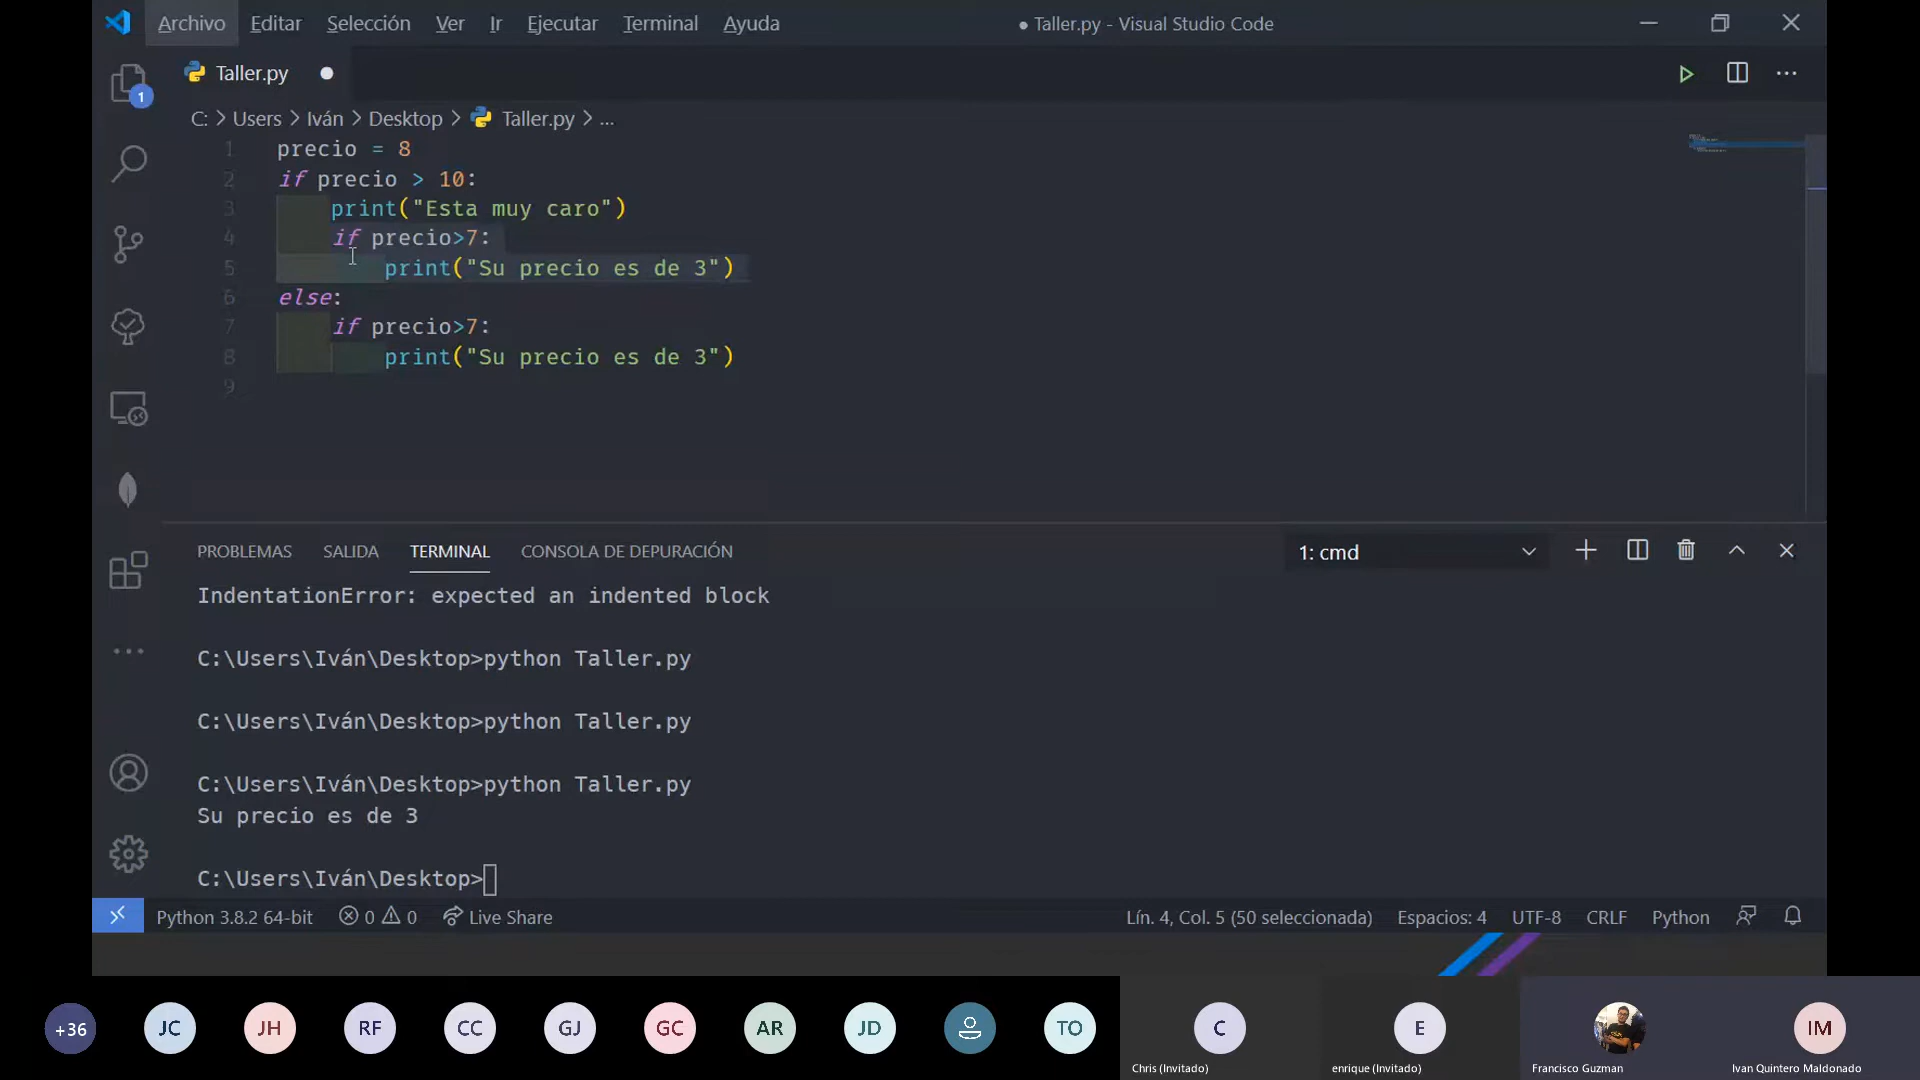 Archivo Editar Selección Ver Ir Ejecutar Terminal Ayuda ● Taller.py - Visual Studio Code
Taller.py
1
C: > Users > Iván > Desktop > Taller.py > ...
1 precio = 8
2 if precio > 10:
3 print("Esta muy caro")
4 if precio>7:
5 print("Su precio es de 3")
6 else:
7 if precio>7:
8 print("Su precio es de 3")
9
PROBLEMAS SALIDA TERMINAL CONSOLA DE DEPURACIÓN 1: cmd
IndentationError: expected an indented block
C:\Users\Iván\Desktop>python Taller.py
C:\Users\Iván\Desktop>python Taller.py
C:\Users\Iván\Desktop>python Taller.py
Su precio es de 3
C:\Users\Iván\Desktop>
Python 3.8.2 64-bit 0 0 Live Share Lín. 4, Col. 5 (50 seleccionada) Espacios: 4 UTF-8 CRLF Python
+36 JC JH RF CC GJ GC AR JD TO C E IM
Chris (Invitado) enrique (Invitado) Francisco Guzman Ivan Quintero Maldonado